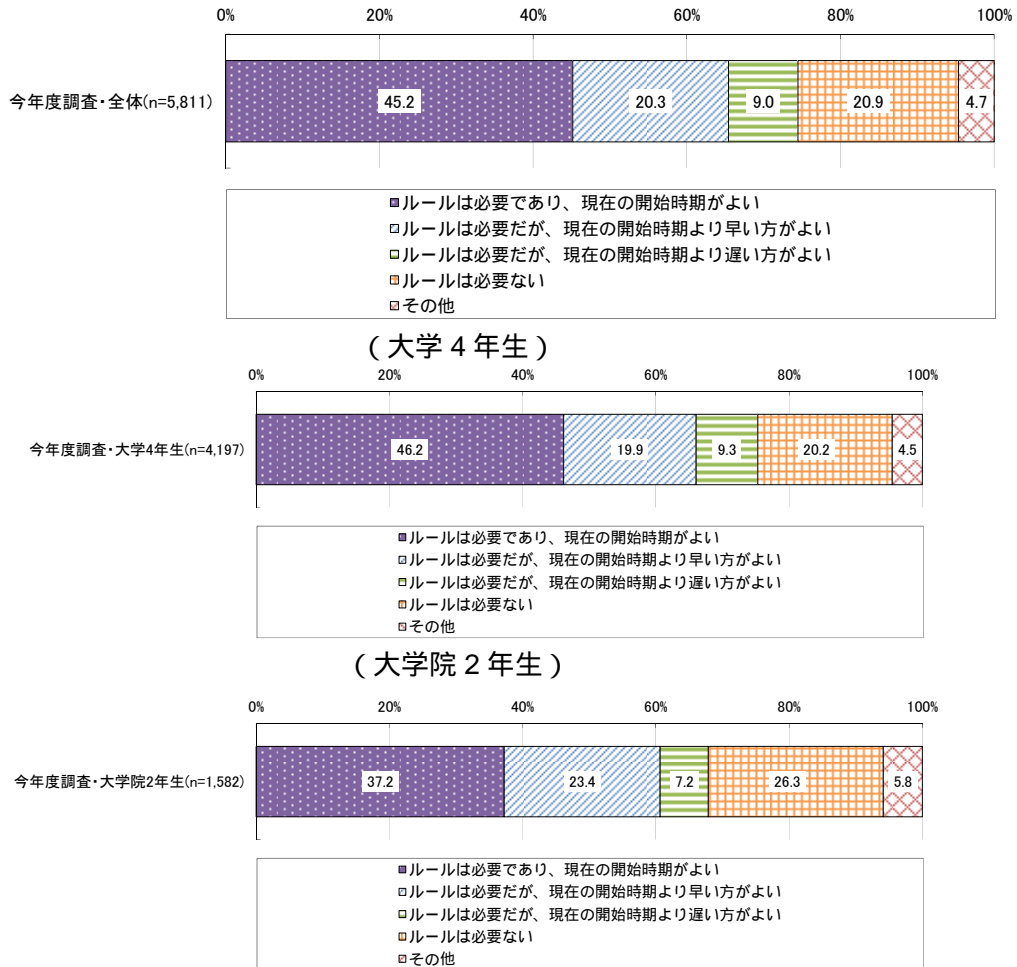 0% 20% 40% 60% 80% 100%
今年度調査・全体(n=5,811) 45.2 20.3 9.0 20.9 4.7
ルールは必要であり、現在の開始時期がよい
ルールは必要だが、現在の開始時期より早い方がよい
ルールは必要だが、現在の開始時期より遅い方がよい
ルールは必要ない
その他
(大学4年生)
0% 20% 40% 60% 80% 100%
今年度調査・大学4年生(n=4,197) 46.2 19.9 9.3 20.2 4.5
ルールは必要であり、現在の開始時期がよい
ルールは必要だが、現在の開始時期より早い方がよい
ルールは必要だが、現在の開始時期より遅い方がよい
ルールは必要ない
その他
(大学院2年生)
0% 20% 40% 60% 80% 100%
今年度調査・大学院2年生(n=1,582) 37.2 23.4 7.2 26.3 5.8
ルールは必要であり、現在の開始時期がよい
ルールは必要だが、現在の開始時期より早い方がよい
ルールは必要だが、現在の開始時期より遅い方がよい
ルールは必要ない
その他